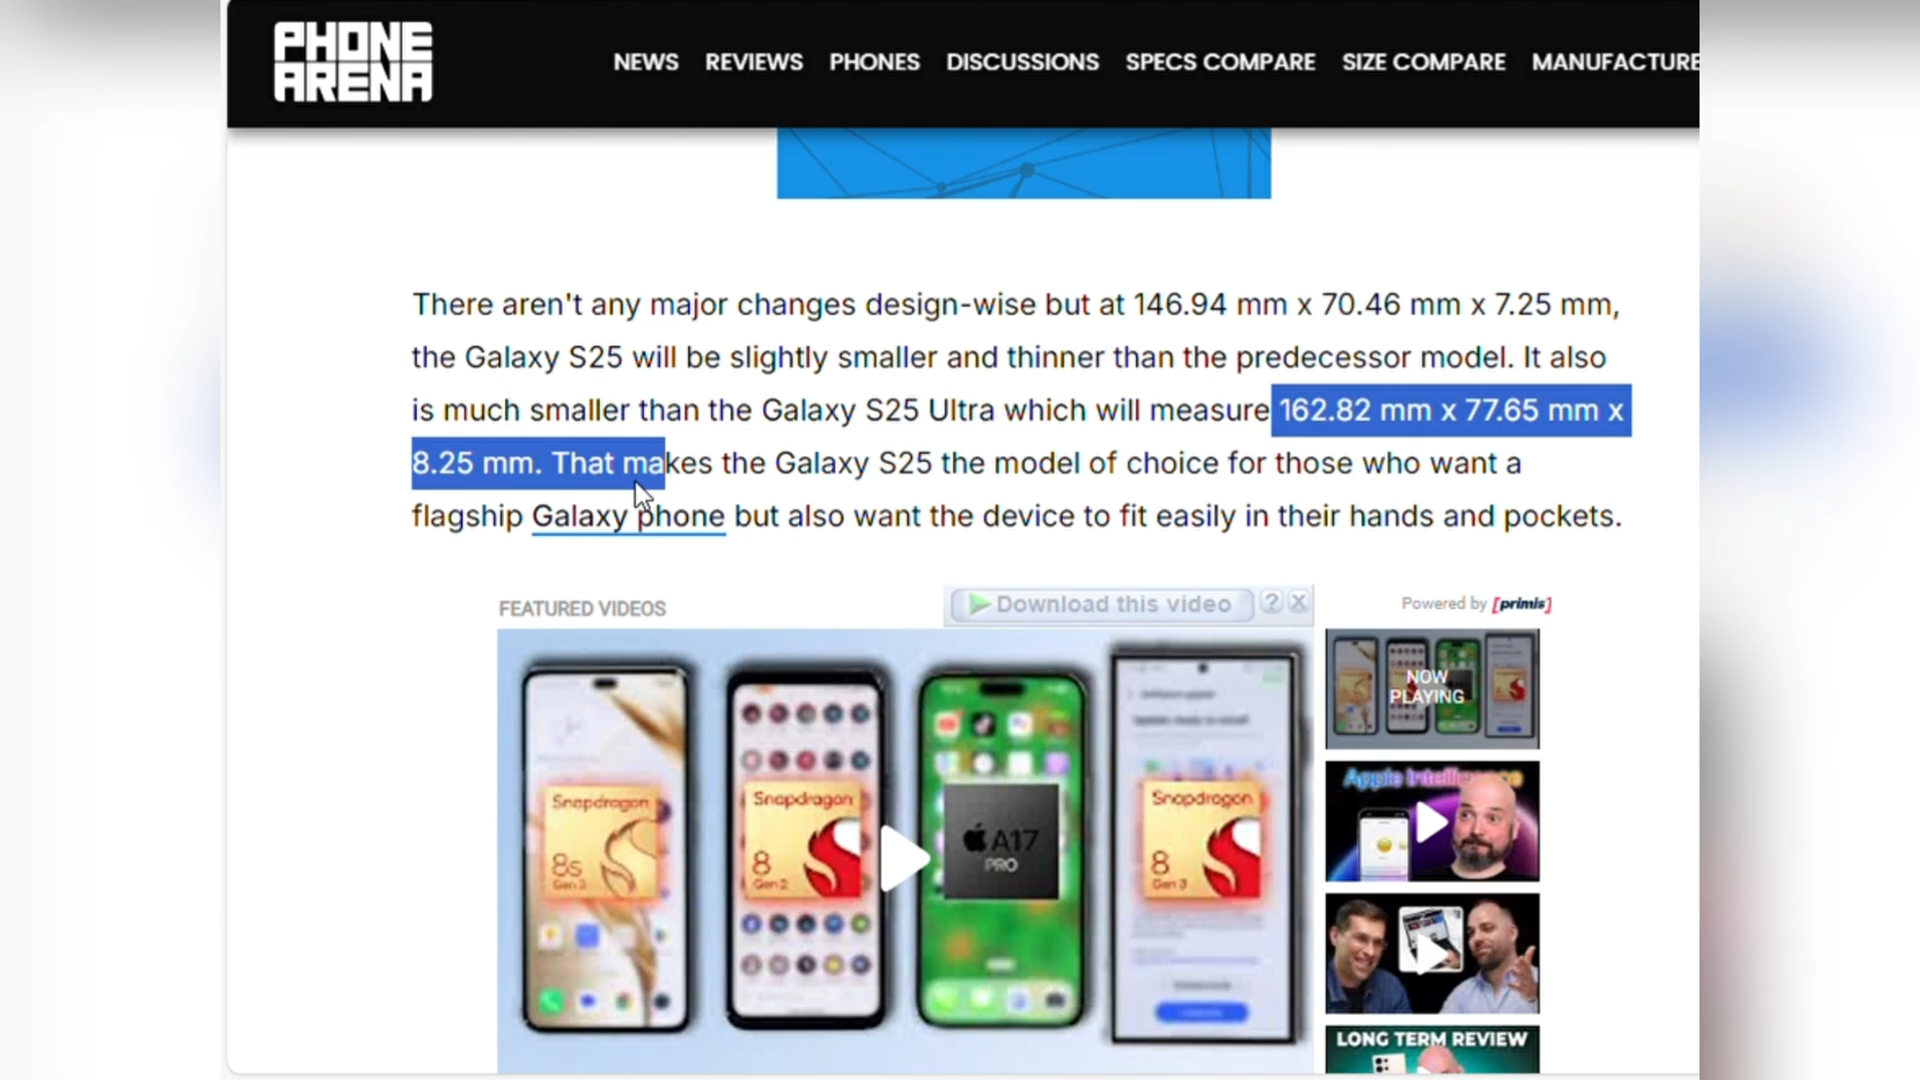 PHONE
ARENA
NEWS REVIEWS PHONES DISCUSSIONS SPECS COMPARE SIZE COMPARE MANUFACTURE
There aren't any major changes design-wise but at 146.94 mm x 70.46 mm x 7.25 mm,
the Galaxy S25 will be slightly smaller and thinner than the predecessor model. It also
is much smaller than the Galaxy S25 Ultra which will measure 162.82 mm x 77.65 mm x
8.25 mm. That makes the Galaxy S25 the model of choice for those who want a
flagship Galaxy phone but also want the device to fit easily in their hands and pockets.
FEATURED VIDEOS
Download this video ? X
Powered by [primis]
NOW
PLAYING
Apple Intelligence
Snapdragon
8s
Gen 3
Snapdragon
8
Gen 2
A17
PRO
Snapdragon
8
Gen 3
LONG TERM REVIEW